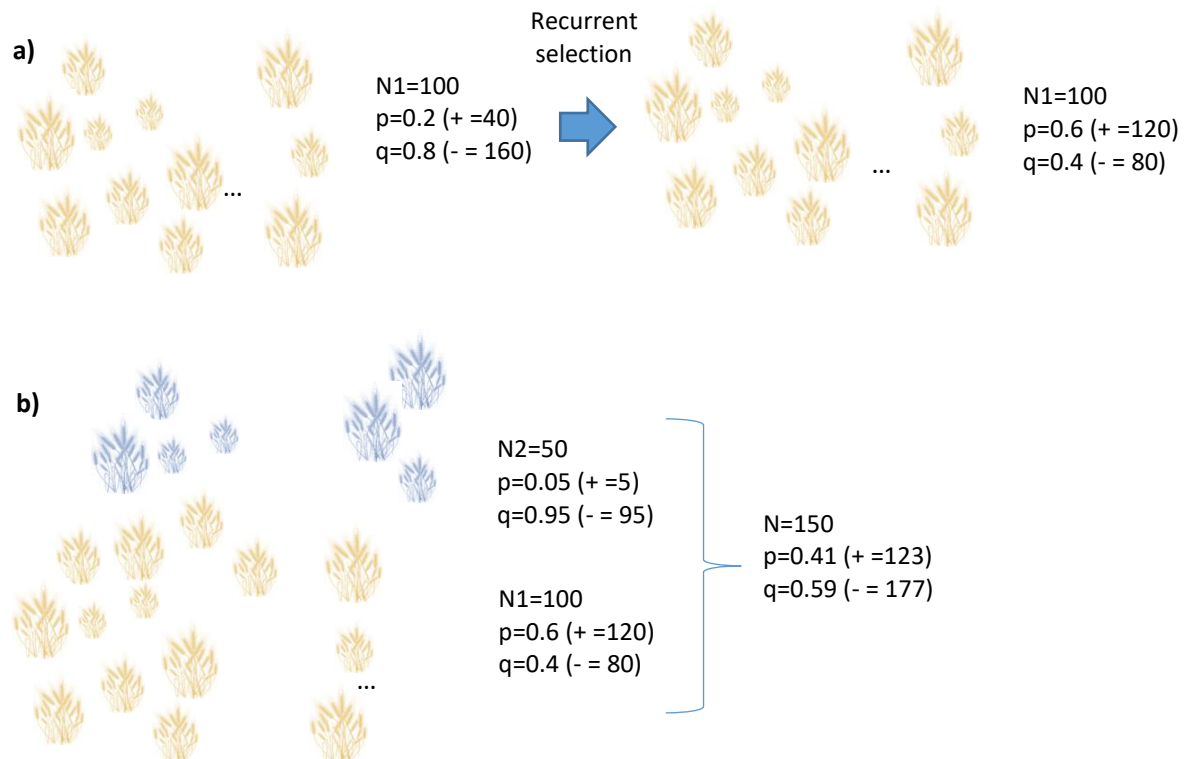 a)
Recurrent
selection
N1=100
p=0.2 (+ =40)
q=0.8 (- = 160)
...
...
N1=100
p=0.6 (+ =120)
q=0.4 (- = 80)
b)
N2=50
p=0.05 (+ =5)
q=0.95 (- = 95)
N1=100
p=0.6 (+ =120)
q=0.4 (- = 80)
...
N=150
p=0.41 (+ =123)
q=0.59 (- = 177)